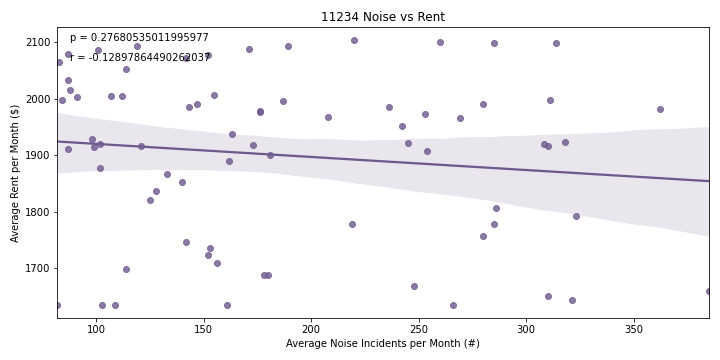 11234 Noise vs Rent
p = 0.27680535011995977
r = -0.12897864490262037
2100
2000
1900
1800
1700
Average Rent per Month ($)
100 150 200 250 300 350
Average Noise Incidents per Month (#)